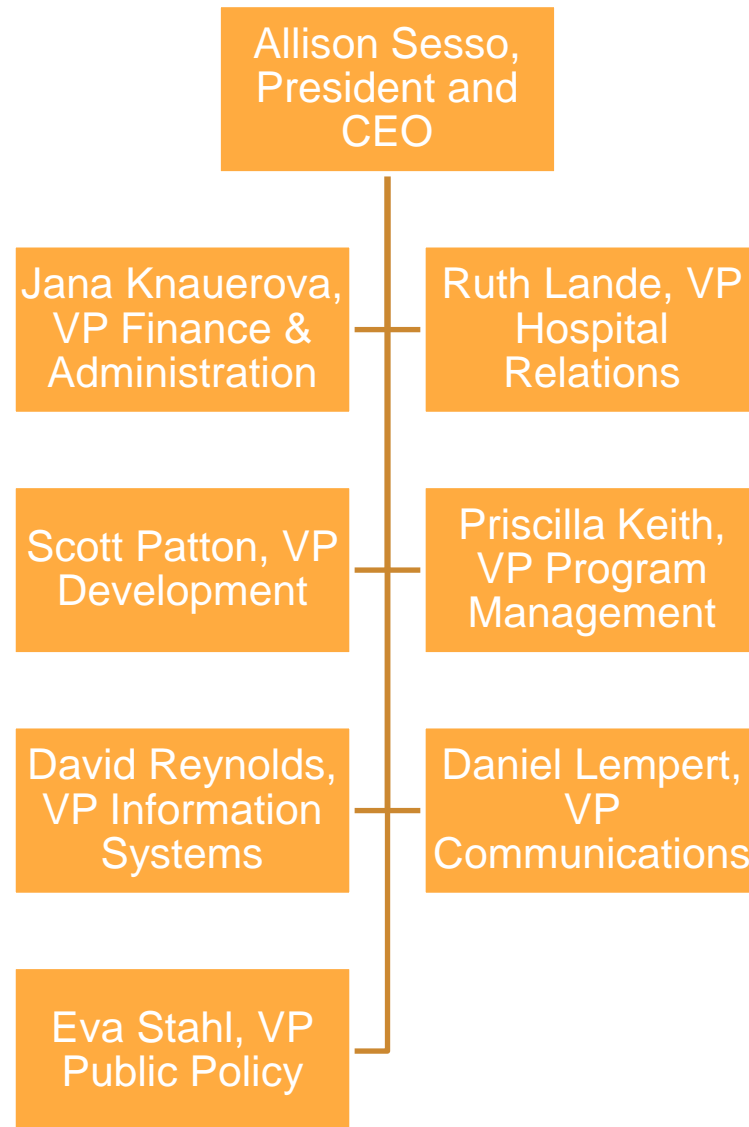 Allison Sesso,
President and
CEO
Jana Knauerova,
VP Finance &
Administration
Ruth Lande, VP
Hospital
Relations
Scott Patton, VP
Development
Priscilla Keith,
VP Program
Management
David Reynolds,
VP Information
Systems
Daniel Lempert,
VP
Communications
Eva Stahl, VP
Public Policy